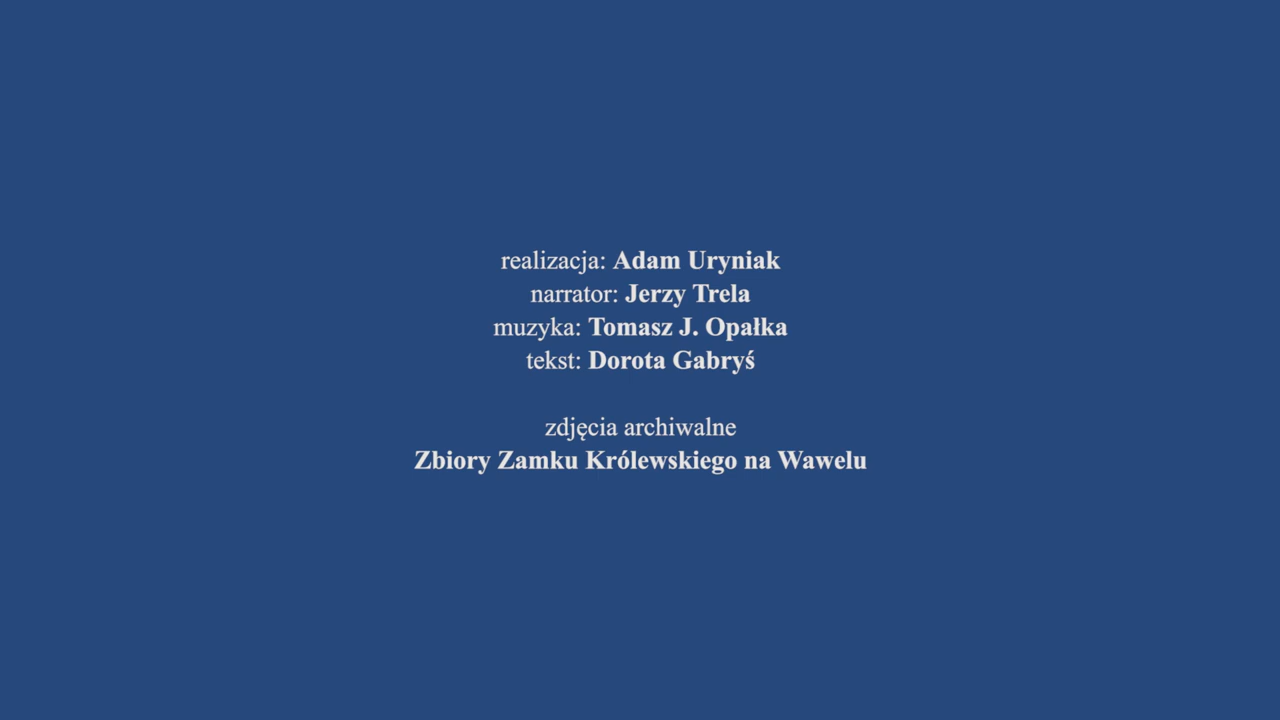 realizacja: Adam Uryniak
narrator: Jerzy Trela
muzyka: Tomasz J. Opałka
tekst: Dorota Gabryś
zdjęcia archiwalne
Zbiory Zamku Królewskiego na Wawelu